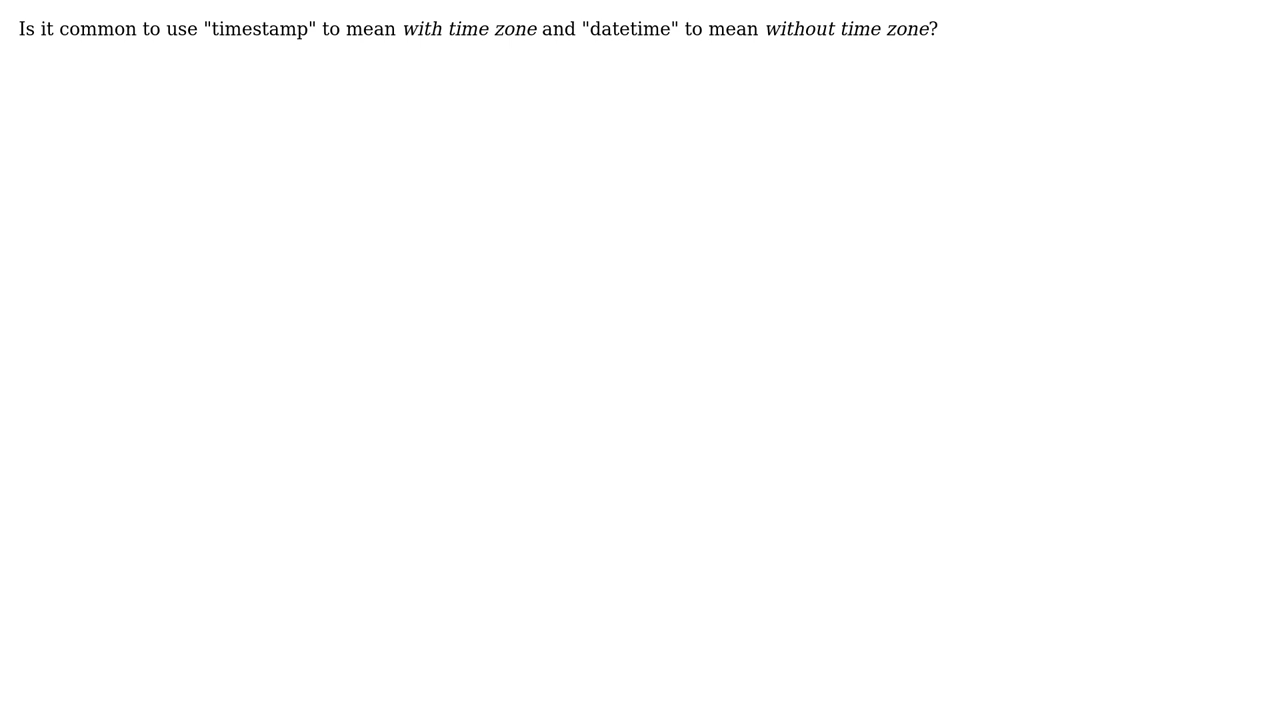 Is it common to use "timestamp" to mean with time zone and "datetime" to mean without time zone?